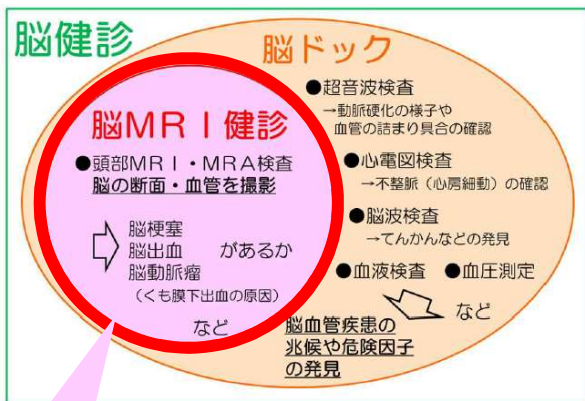 脳健診
脳ドック
脳MRI健診
●頭部MRI・MRA検査
脳の断面・血管を撮影
脳梗塞
脳出血 があるか
脳動脈瘤
(くも膜下出血の原因)
など
●超音波検査
→動脈硬化の様子や
血管の詰まり具合の確認
●心電図検査
→不整脈(心房細動)の確認
●脳波検査
→てんかんなどの発見
●血液検査 ●血圧測定
など
脳血管疾患の
兆候や危険因子
の発見